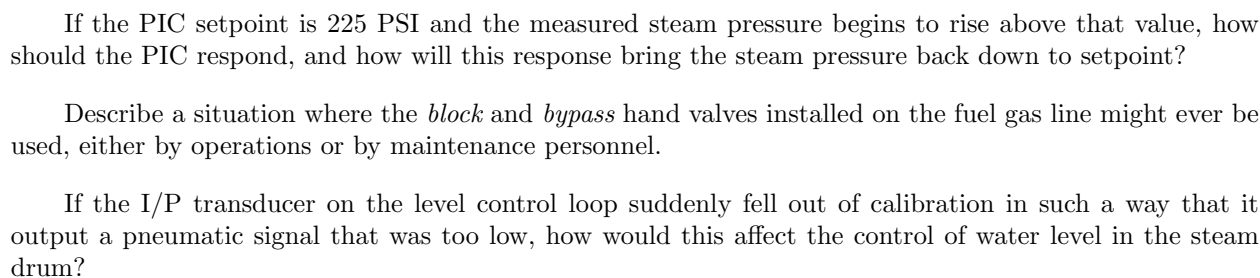 If the PIC setpoint is 225 PSI and the measured steam pressure begins to rise above that value, how
should the PIC respond, and how will this response bring the steam pressure back down to setpoint?
Describe a situation where the block and bypass hand valves installed on the fuel gas line might ever be
used, either by operations or by maintenance personnel.
If the I/P transducer on the level control loop suddenly fell out of calibration in such a way that it
output a pneumatic signal that was too low, how would this affect the control of water level in the steam
drum?